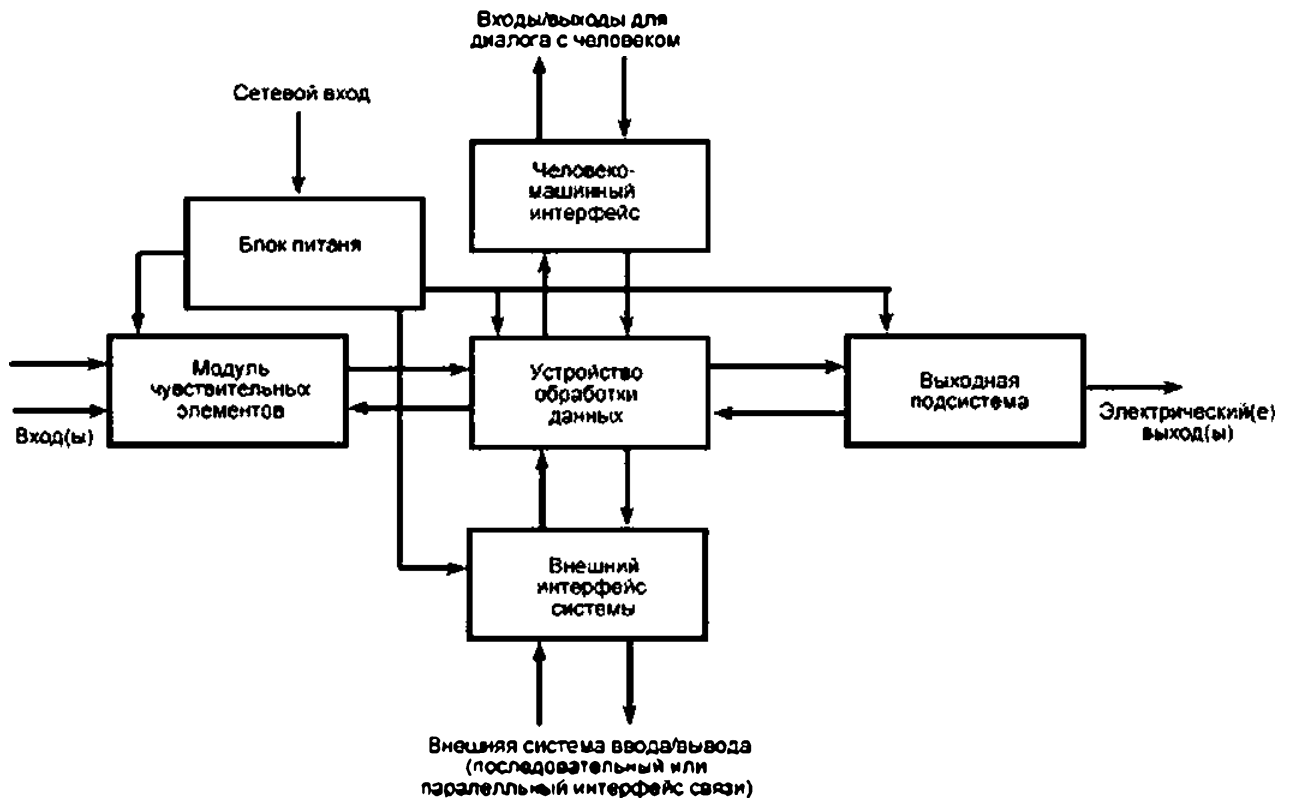 Входы/выходы для
диалога с человеком
Сетевой вход
Человеко-
машинный
интерфейс
Блок питаня
Модуль
чувствительных
элементов
Устройство
обработки
данных
Выходная
подсистема
Вход(ы)
Электрический(е)
выход(ы)
Внешний
интерфейс
системы
Внешняя система ввода/вывода
(последовательный или
паралелльный интерфейс связи)